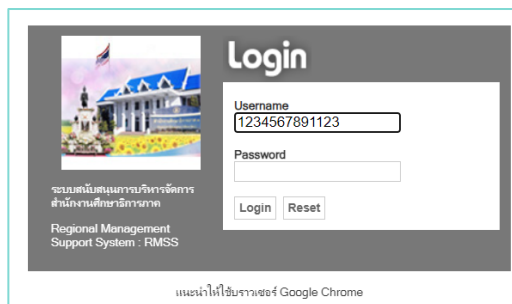 Login
Username
1234567891123
Password
Login Reset
ระบบสนับสนุนการบริหารจัดการ
สำนักงานศึกษาธิการภาค
Regional Management
Support System : RMSS
แนะนำให้ใช้บราวเซอร์ Google Chrome